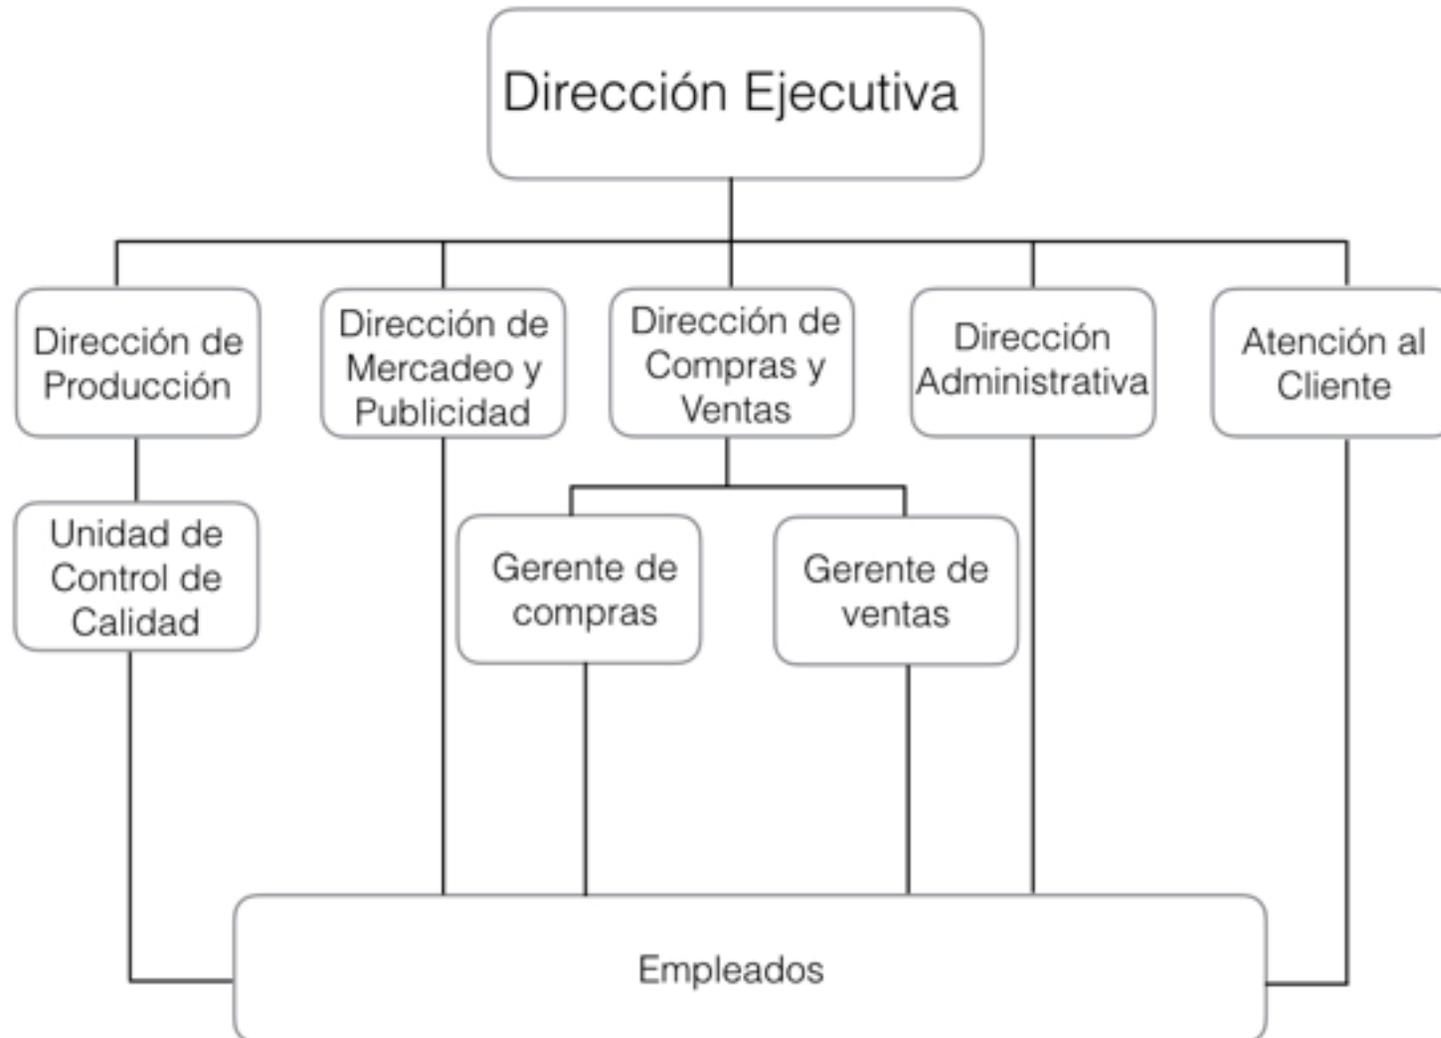 Dirección Ejecutiva
Dirección de
Producción
Dirección de
Mercadeo y
Publicidad
Dirección de
Compras y
Ventas
Dirección
Administrativa
Atención al
Cliente
Unidad de
Control de
Calidad
Gerente de
compras
Gerente de
ventas
Empleados